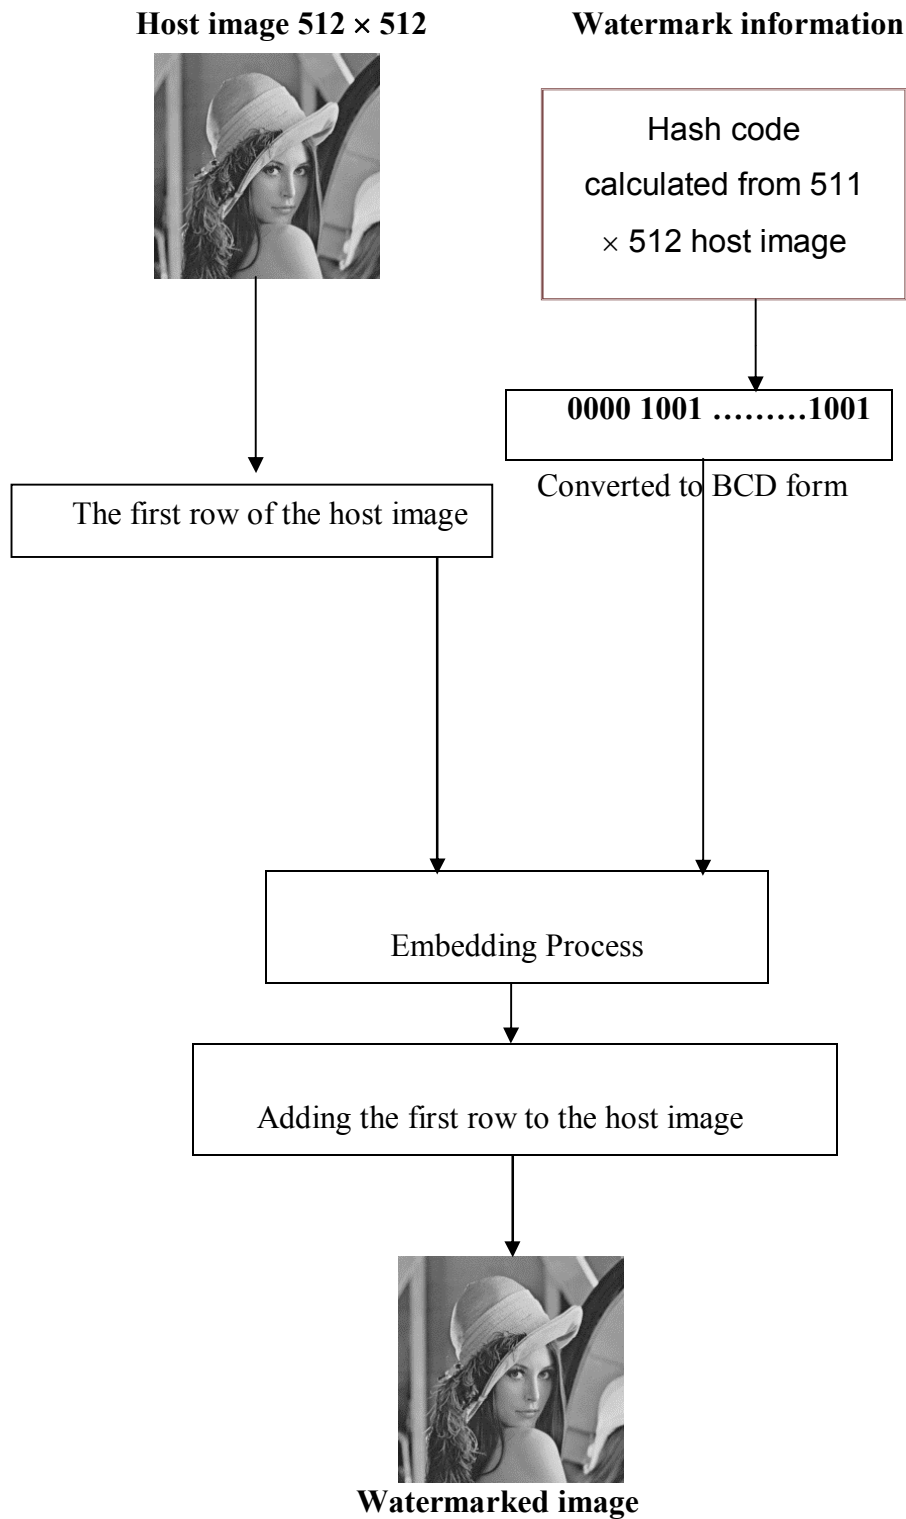 Host image 512 × 512
Watermark information
Hash code
calculated from 511
× 512 host image
0000 1001 ………1001
Converted to BCD form
The first row of the host image
Embedding Process
Adding the first row to the host image
Watermarked image